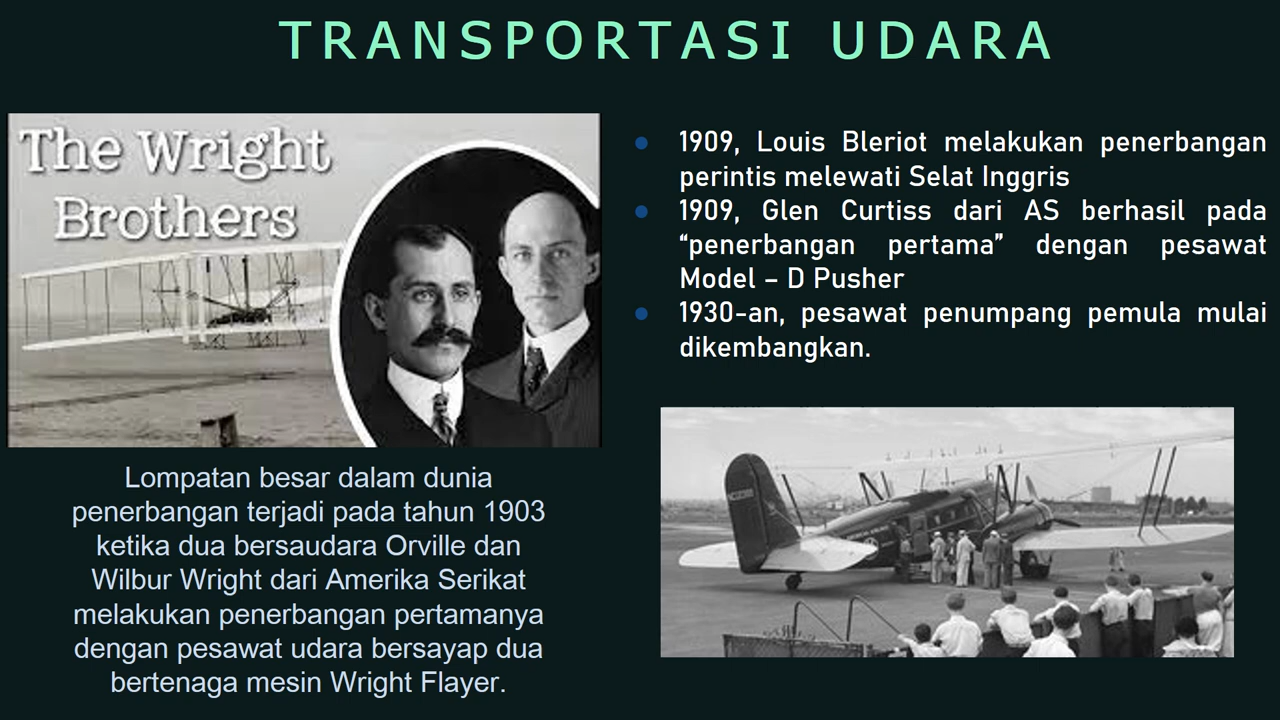 TRANSPORTASI UDARA
The Wright
Brothers
Lompatan besar dalam dunia
penerbangan terjadi pada tahun 1903
ketika dua bersaudara Orville dan
Wilbur Wright dari Amerika Serikat
melakukan penerbangan pertamanya
dengan pesawat udara bersayap dua
bertenaga mesin Wright Flayer.
1909, Louis Bleriot melakukan penerbangan
perintis melewati Selat Inggris
1909, Glen Curtiss dari AS berhasil pada
“penerbangan pertama” dengan pesawat
Model – D Pusher
1930-an, pesawat penumpang pemula mulai
dikembangkan.